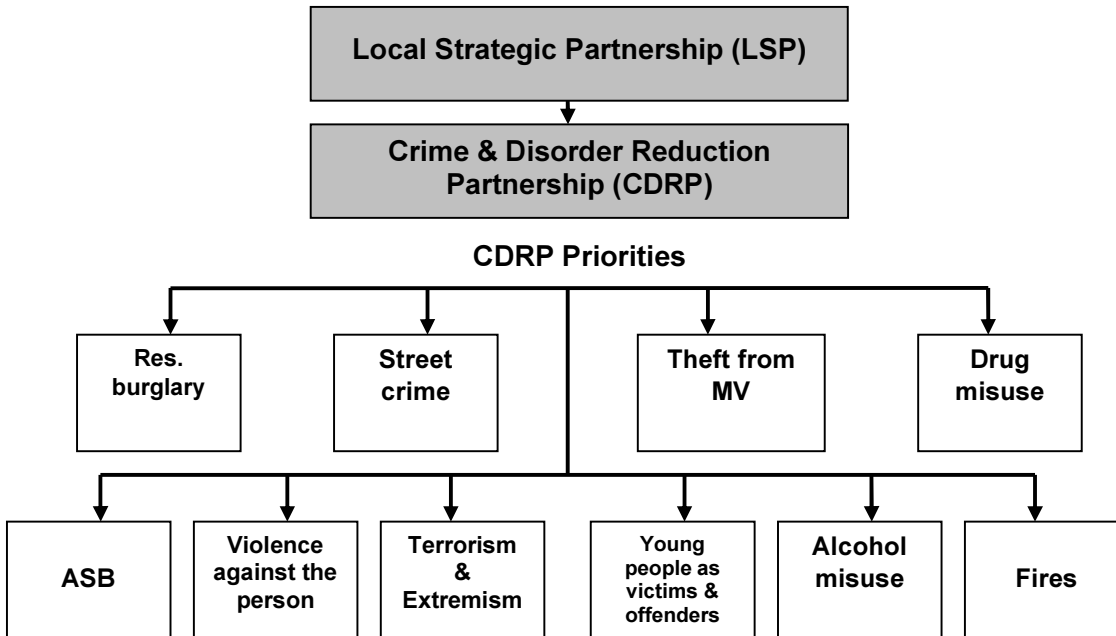 Local Strategic Partnership (LSP)
Crime & Disorder Reduction
Partnership (CDRP)
CDRP Priorities
Res.
burglary
Street
crime
Theft from
MV
Drug
misuse
ASB
Violence
against the
person
Terrorism
&
Extremism
Young
people as
victims &
offenders
Alcohol
misuse
Fires